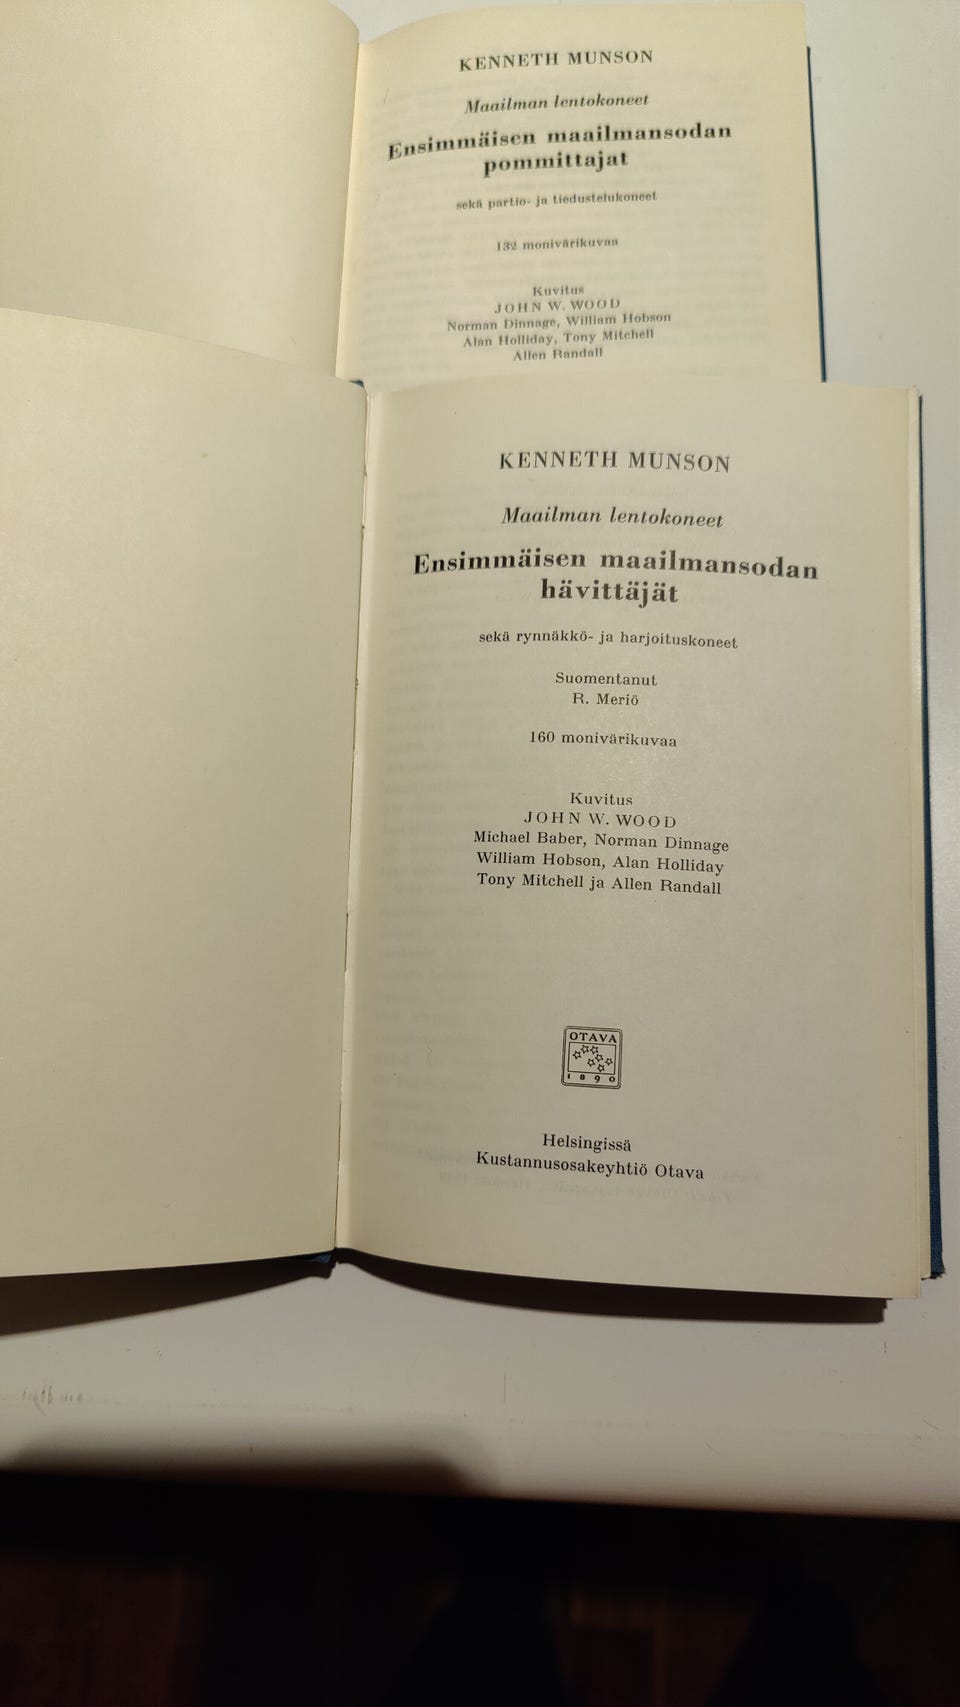 KENNETH MUNSON
Maailman lentokoneet
Ensimmäisen maailmansodan
pommittajat
sekä partio- ja tiedustelukoneet
132 monivärikuvaa
Kuvitus
JOHN W. WOOD
Norman Dinnage, William Hobson
Alan Holliday, Tony Mitchell
Allen Randall
KENNETH MUNSON
Maailman lentokoneet
Ensimmäisen maailmansodan
hävittäjät
sekä rynnäkkö- ja harjoituskoneet
Suomentanut
R. Meriö
160 monivärikuvaa
Kuvitus
JOHN W. WOOD
Michael Baber, Norman Dinnage
William Hobson, Alan Holliday
Tony Mitchell ja Allen Randall
OTAVA
1890
Helsingissä
Kustannusosakeyhtiö Otava